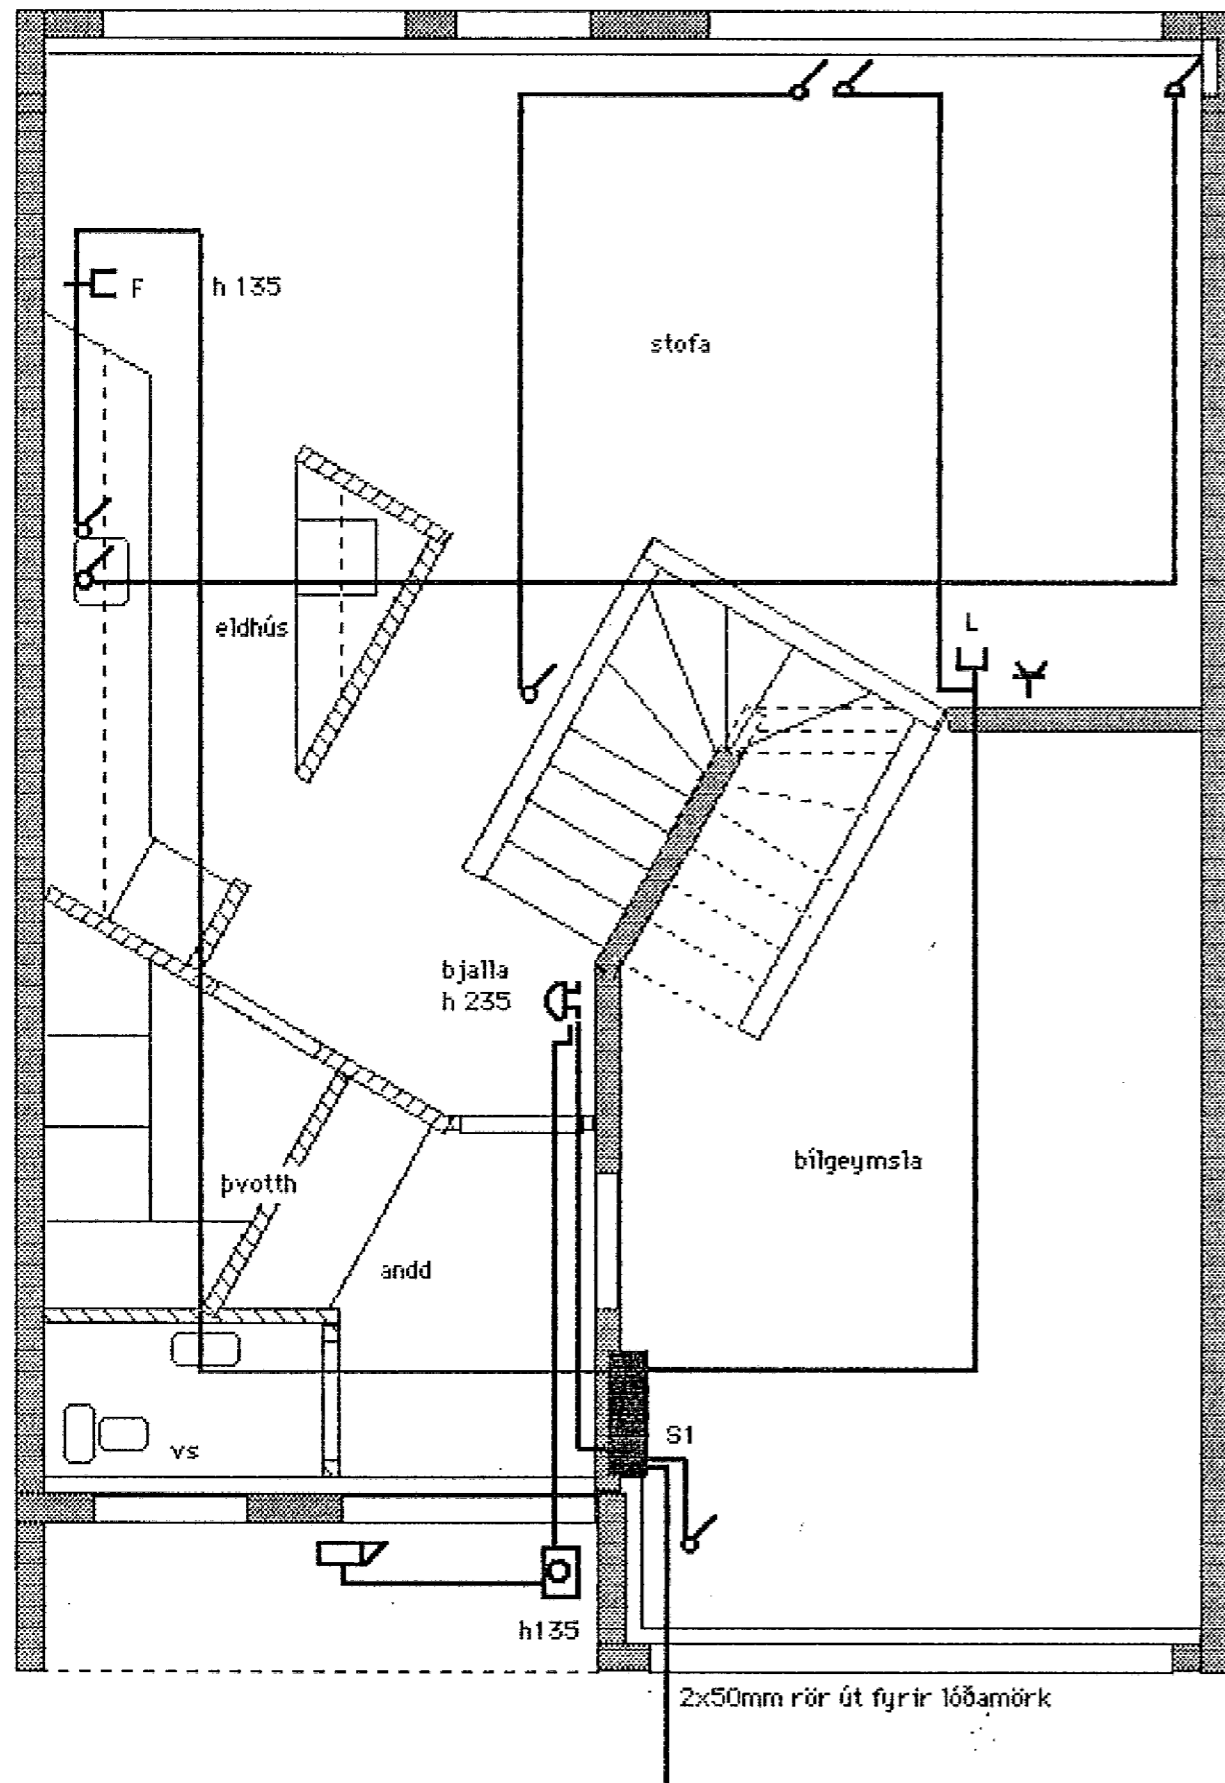 F
h 135
stofa
eldhús
L
bjalla
h 235
bílgeymsla
þvotth
andd
S1
vs
h135
2x50mm rör út fyrir lóðamörk